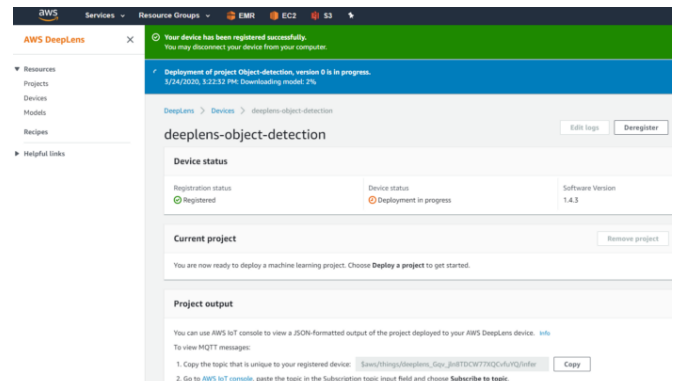 aws Services Resource Groups EMR EC2 S3
AWS DeepLens
Your device has been registered successfully.
You may disconnect your device from your computer.
Resources
Projects
Devices
Models
Recipes
Helpful links
Deployment of project Object-detection, version 0 is in progress.
3/24/2020, 3:22:32 PM: Downloading model: 2%
DeepLens > Devices > deeplens-object-detection
deeplens-object-detection
Edit logs Deregister
Device status
Registration status Device status Software Version
Registered Deployment in progress 1.4.3
Current project Remove project
You are now ready to deploy a machine learning project. Choose Deploy a project to get started.
Project output
You can use AWS IoT console to view a JSON-formatted output of the project deployed to your AWS DeepLens device. Info
To view MQTT messages:
1. Copy the topic that is unique to your registered device: Copy
2. Go to AWS IoT console, paste the topic in the Subscription topic input field and choose Subscribe to topic.